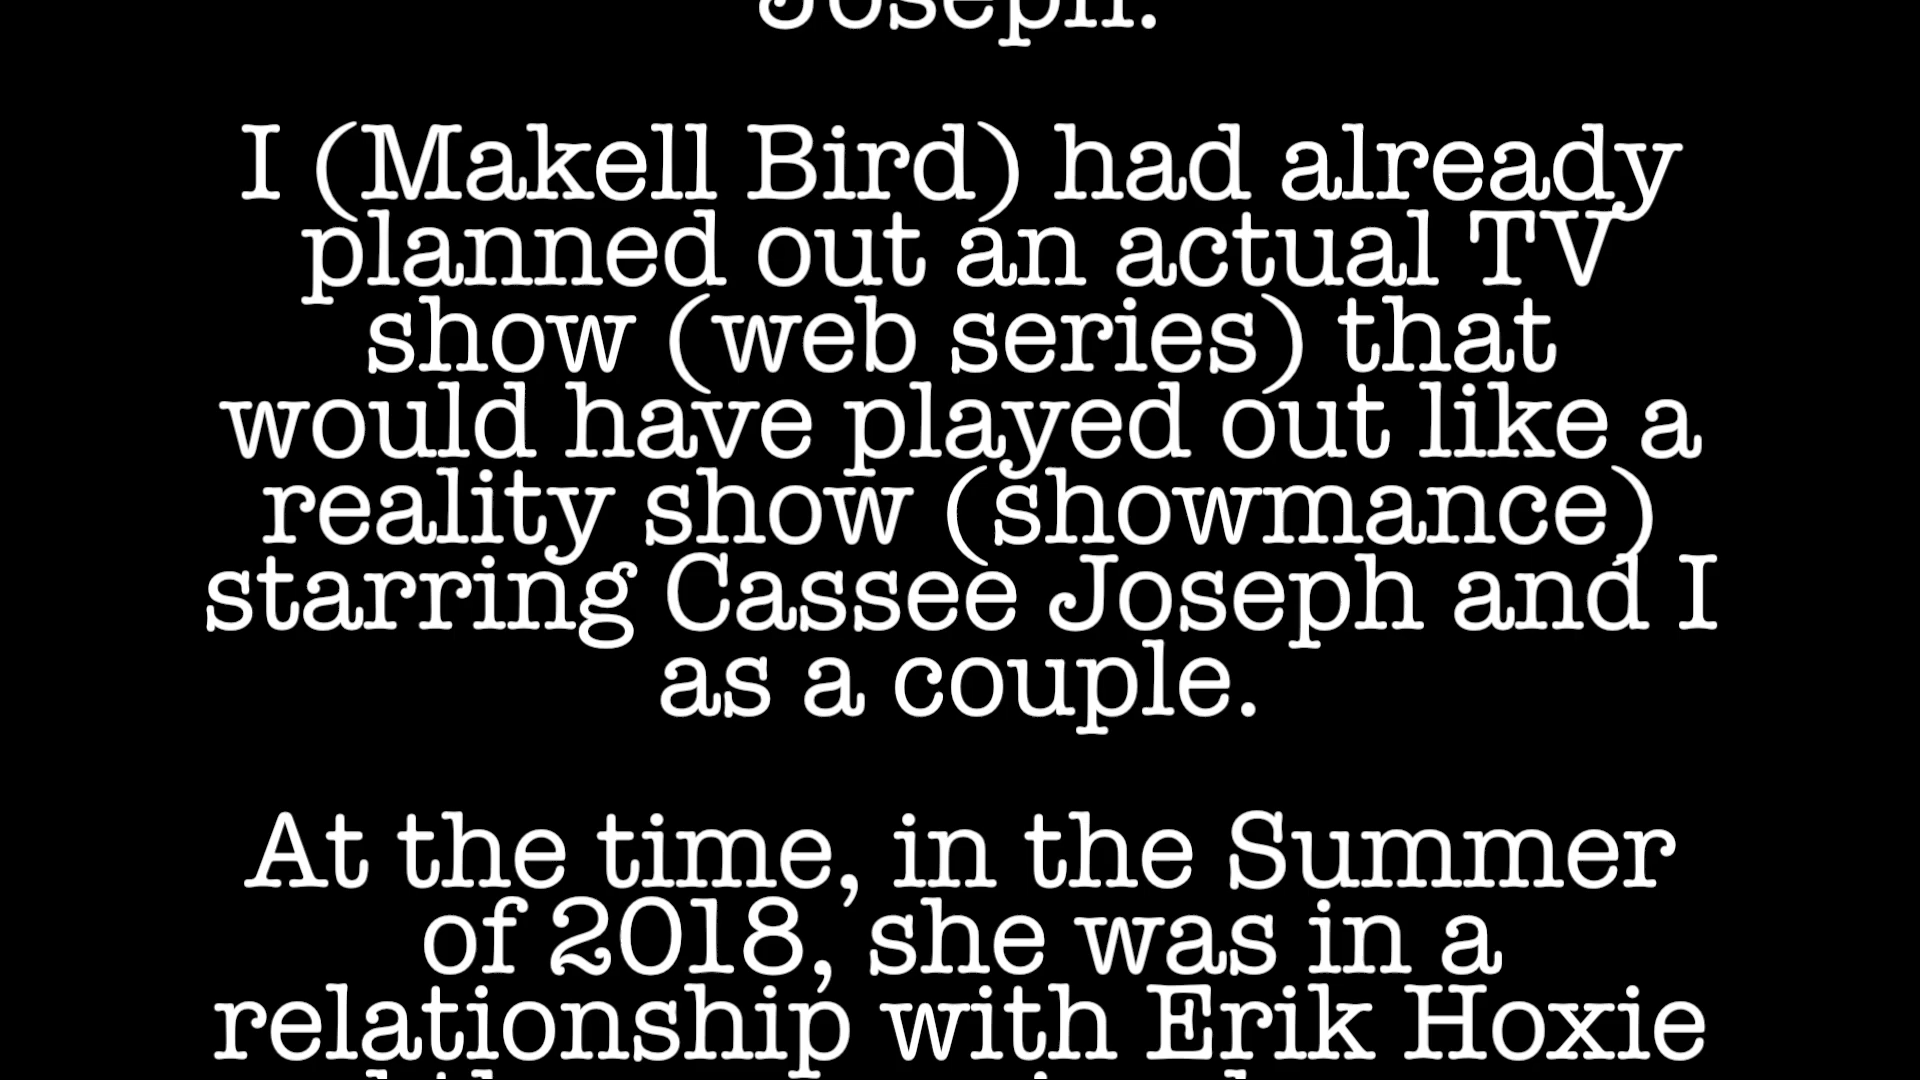 Joseph.
I (Makell Bird) had already
planned out an actual TV
show (web series) that
would have played out like a
reality show (showmance)
starring Cassee Joseph and I
as a couple.
At the time, in the Summer
of 2018, she was in a
relationship with Erik Hoxie